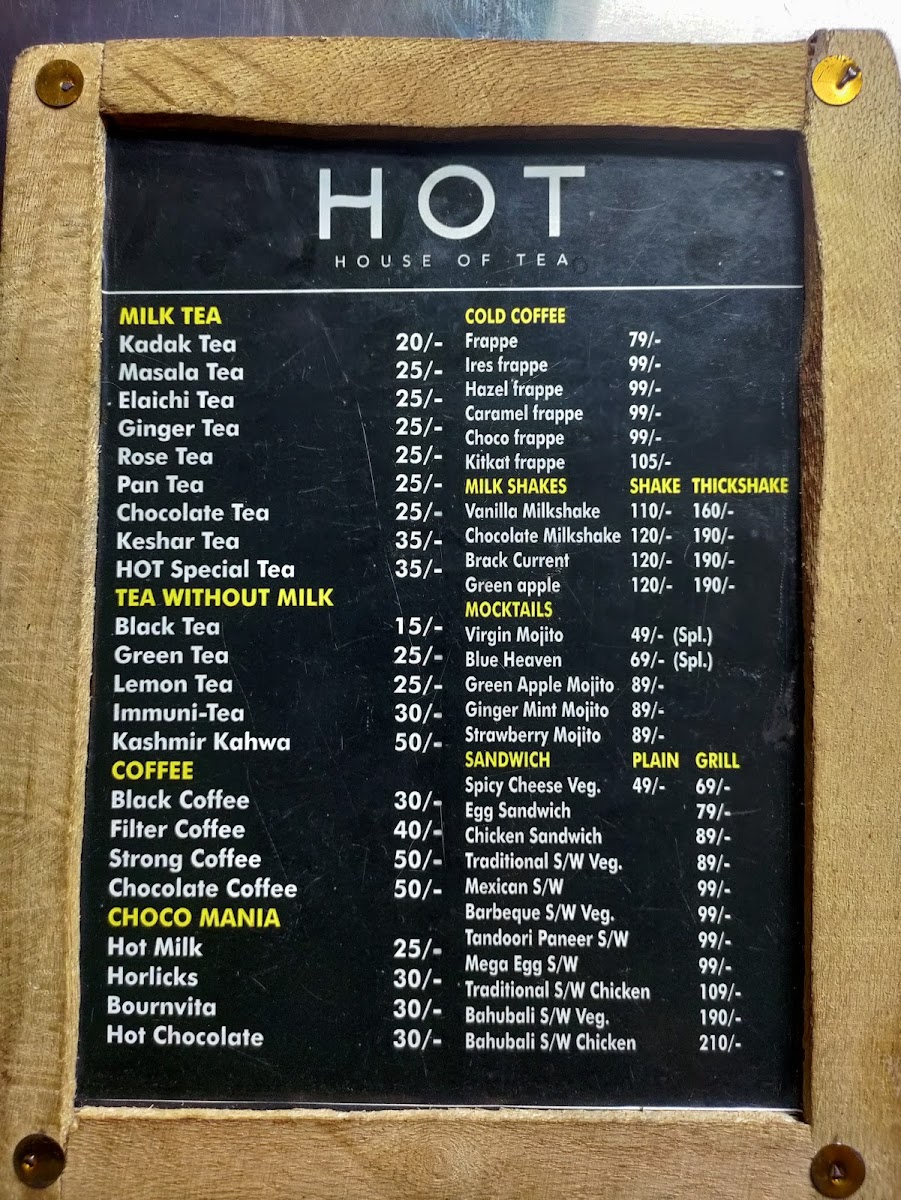 HOT
HOUSE OF TEA
MILK TEA
Kadak Tea 20/-
Masala Tea 25/-
Elaichi Tea 25/-
Ginger Tea 25/-
Rose Tea 25/-
Pan Tea 25/-
Chocolate Tea 25/-
Keshar Tea 35/-
HOT Special Tea 35/-
TEA WITHOUT MILK
Black Tea 15/-
Green Tea 25/-
Lemon Tea 25/-
Immuni-Tea 30/-
Kashmir Kahwa 50/-
COFFEE
Black Coffee 30/-
Filter Coffee 40/-
Strong Coffee 50/-
Chocolate Coffee 50/-
CHOCO MANIA
Hot Milk 25/-
Horlicks 30/-
Bournvita 30/-
Hot Chocolate 30/-
COLD COFFEE
Frappe 79/-
Ires frappe 99/-
Hazel frappe 99/-
Caramel frappe 99/-
Choco frappe 99/-
Kitkat frappe 105/-
MILK SHAKES SHAKE THICKSHAKE
Vanilla Milkshake 110/- 160/-
Chocolate Milkshake 120/- 190/-
Brack Current 120/- 190/-
Green apple 120/- 190/-
MOCKTAILS
Virgin Mojito 49/- (Spl.)
Blue Heaven 69/- (Spl.)
Green Apple Mojito 89/-
Ginger Mint Mojito 89/-
Strawberry Mojito 89/-
SANDWICH PLAIN GRILL
Spicy Cheese Veg. 49/- 69/-
Egg Sandwich 79/-
Chicken Sandwich 89/-
Traditional S/W Veg. 89/-
Mexican S/W 99/-
Barbeque S/W Veg. 99/-
Tandoori Paneer S/W 99/-
Mega Egg S/W 99/-
Traditional S/W Chicken 109/-
Bahubali S/W Veg. 190/-
Bahubali S/W Chicken 210/-